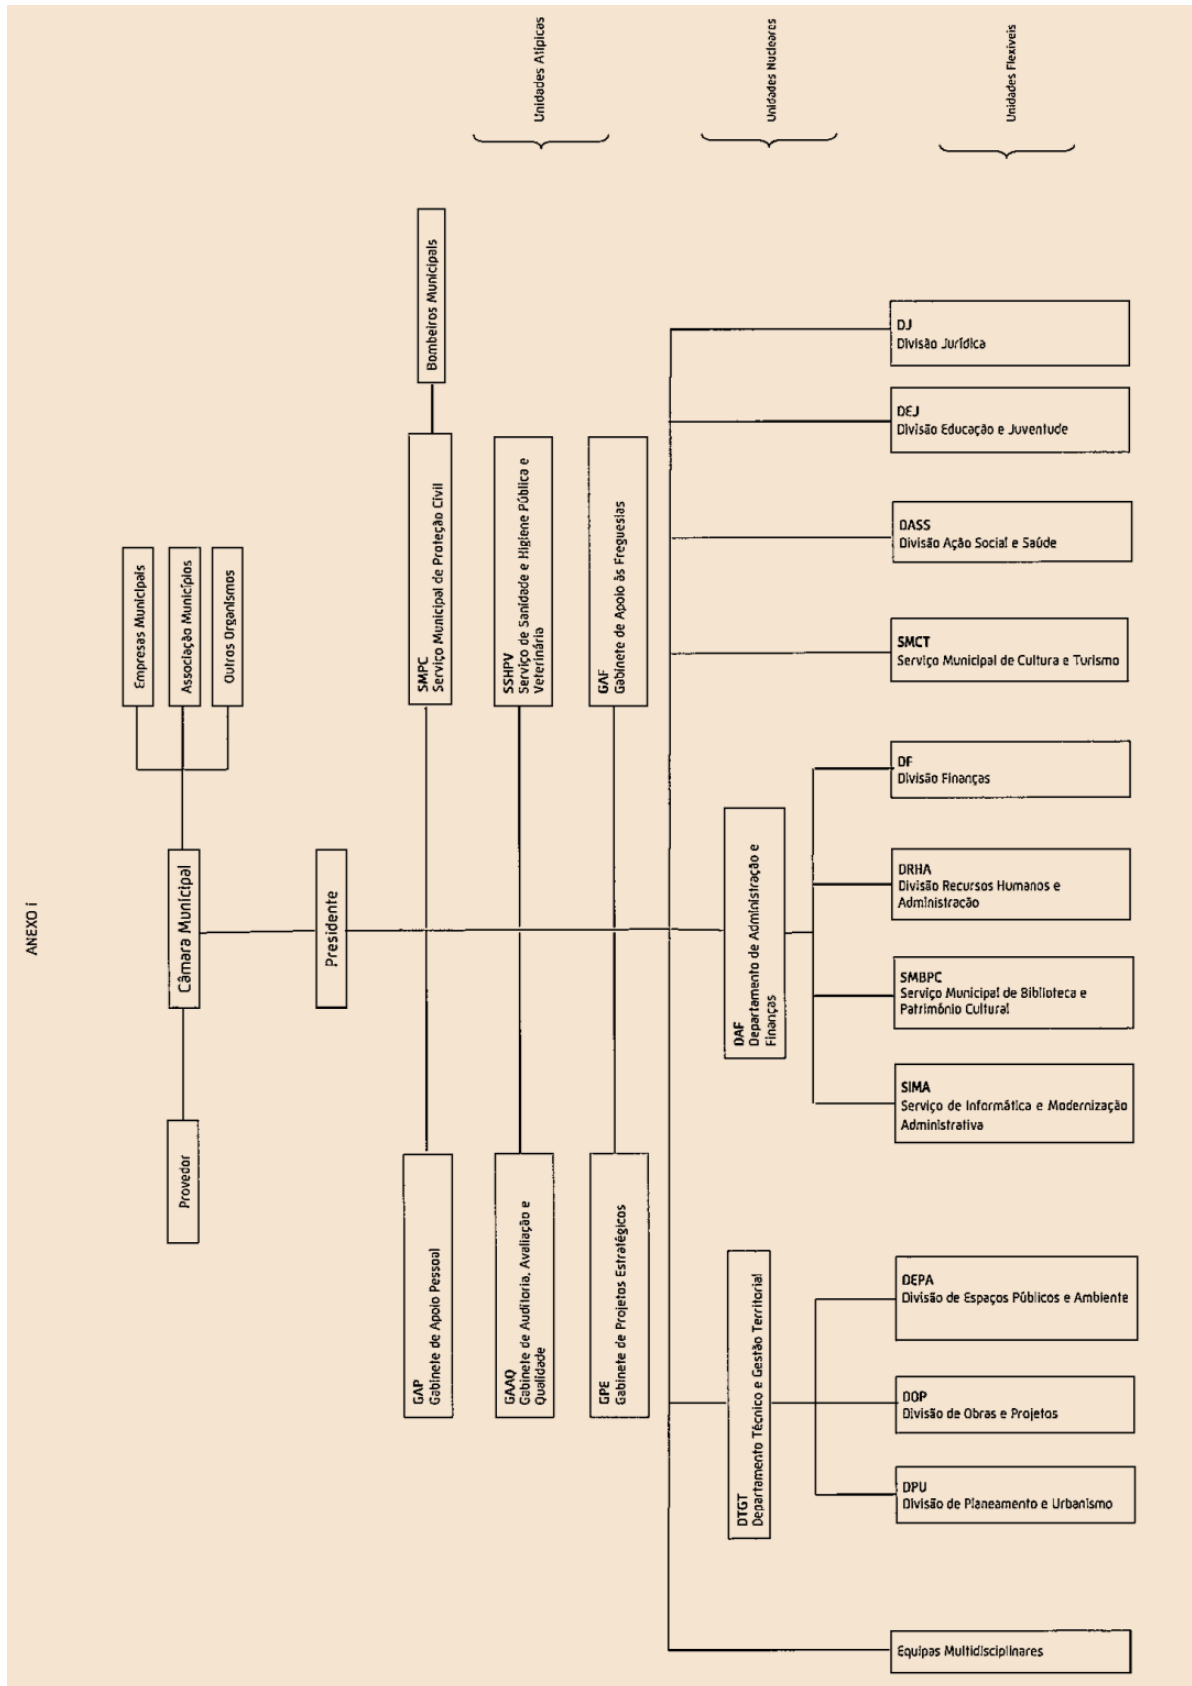 ANEXO i
Provedor
Câmara Municipal
Empresas Municipais
Associação Municípios
Outros Organismos
Presidente
GAP
Gabinete de Apoio Pessoal
SMPC
Serviço Municipal de Proteção Civil
Bombeiros Municipais
GAAQ
Gabinete de Auditoria, Avaliação e
Qualidade
SSHPV
Serviço de Sanidade e Higiene Pública e
Veterinária
Unidades Atípicas
GPE
Gabinete de Projetos Estratégicos
GAF
Gabinete de Apoio às Freguesias
DTGT
Departamento Técnico e Gestão Territorial
DAF
Departamento de Administração e
Finanças
Unidades Nucleares
Equipas Multidisciplinares
DPU
Divisão de Planeamento e Urbanismo
DOP
Divisão de Obras e Projetos
DEPA
Divisão de Espaços Públicos e Ambiente
SIMA
Serviço de Informática e Modernização
Administrativa
SMBPC
Serviço Municipal de Biblioteca e
Património Cultural
DRHA
Divisão Recursos Humanos e
Administração
DF
Divisão Finanças
SMCT
Serviço Municipal de Cultura e Turismo
DASS
Divisão Ação Social e Saúde
DEJ
Divisão Educação e Juventude
DJ
Divisão Jurídica
Unidades Flexíveis